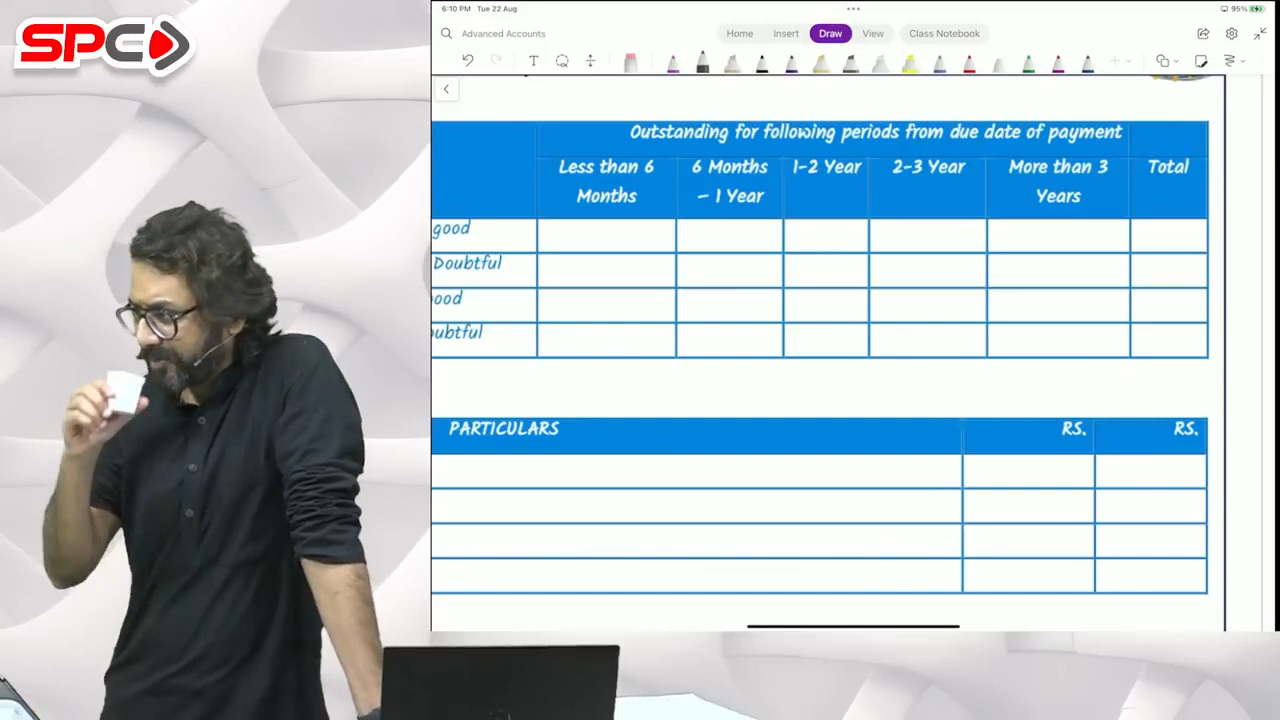 SPC
6:10 PM Tue 22 Aug
95%
Advanced Accounts
Home Insert Draw View Class Notebook
T
Outstanding for following periods from due date of payment
Less than 6 Months
6 Months – 1 Year
1-2 Year
2-3 Year
More than 3 Years
Total
good
Doubtful
ood
ubtful
PARTICULARS RS. RS.